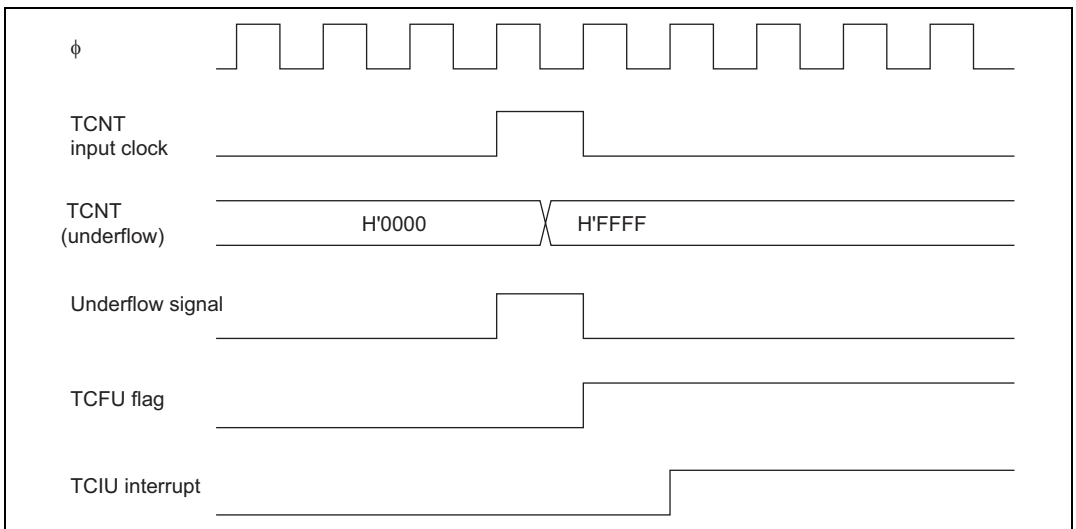 ϕ
TCNT
input clock
TCNT
(underflow)
H'0000 H'FFFF
Underflow signal
TCFU flag
TCIU interrupt